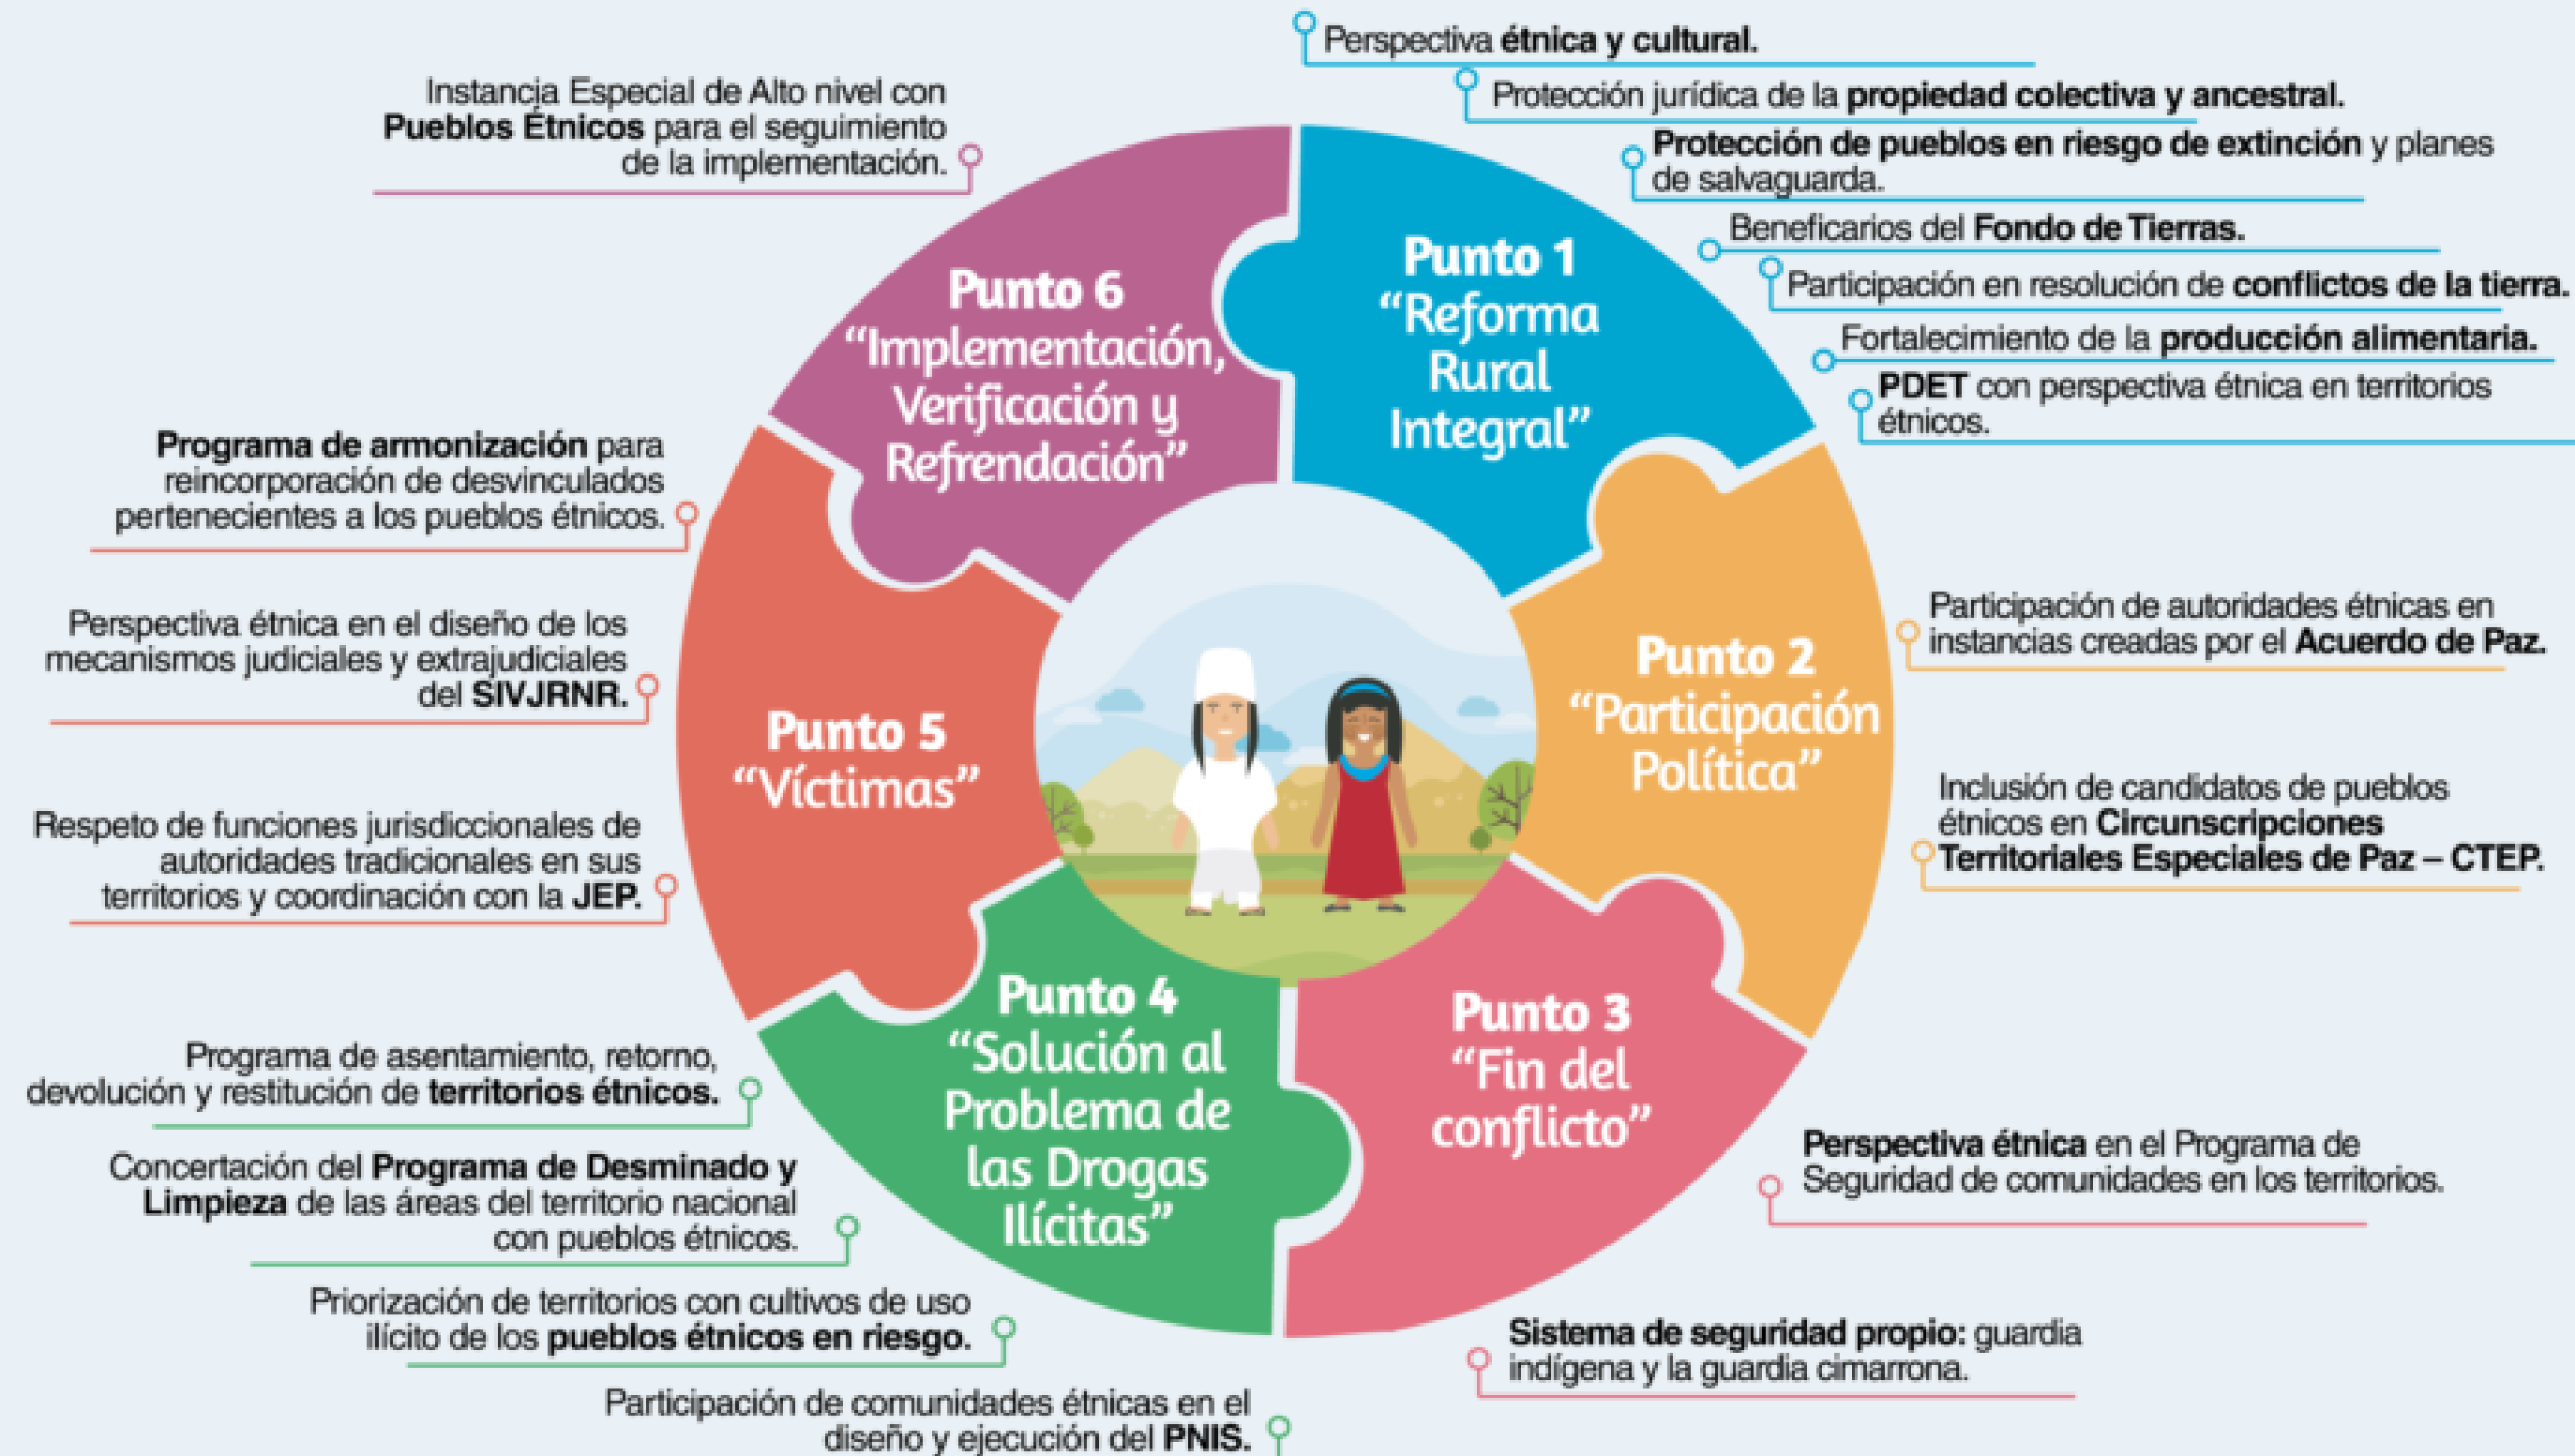 Perspectiva étnica y cultural.
Protección jurídica de la propiedad colectiva y ancestral.
Protección de pueblos en riesgo de extinción y planes
de salvaguarda.
Beneficarios del Fondo de Tierras.
Participación en resolución de conflictos de la tierra.
Fortalecimiento de la producción alimentaria.
PDET con perspectiva étnica en territorios
étnicos.
Punto 1
“Reforma
Rural
Integral”
Participación de autoridades étnicas en
instancias creadas por el Acuerdo de Paz.
Inclusión de candidatos de pueblos
étnicos en Circunscripciones
Territoriales Especiales de Paz – CTEP.
Punto 2
“Participación
Política”
Perspectiva étnica en el Programa de
Seguridad de comunidades en los territorios.
Sistema de seguridad propio: guardia
indígena y la guardia cimarrona.
Punto 3
“Fin del
conflicto”
Punto 4
“Solución al
Problema de
las Drogas
Ilícitas”
Programa de asentamiento, retorno,
devolución y restitución de territorios étnicos.
Concertación del Programa de Desminado y
Limpieza de las áreas del territorio nacional
con pueblos étnicos.
Priorización de territorios con cultivos de uso
ilícito de los pueblos étnicos en riesgo.
Participación de comunidades étnicas en el
diseño y ejecución del PNIS.
Punto 5
“Víctimas”
Programa de armonización para
reincorporación de desvinculados
pertenecientes a los pueblos étnicos.
Perspectiva étnica en el diseño de los
mecanismos judiciales y extrajudiciales
del SIVJRNR.
Respeto de funciones jurisdiccionales de
autoridades tradicionales en sus
territorios y coordinación con la JEP.
Punto 6
“Implementación,
Verificación y
Refrendación”
Instancia Especial de Alto nivel con
Pueblos Étnicos para el seguimiento
de la implementación.